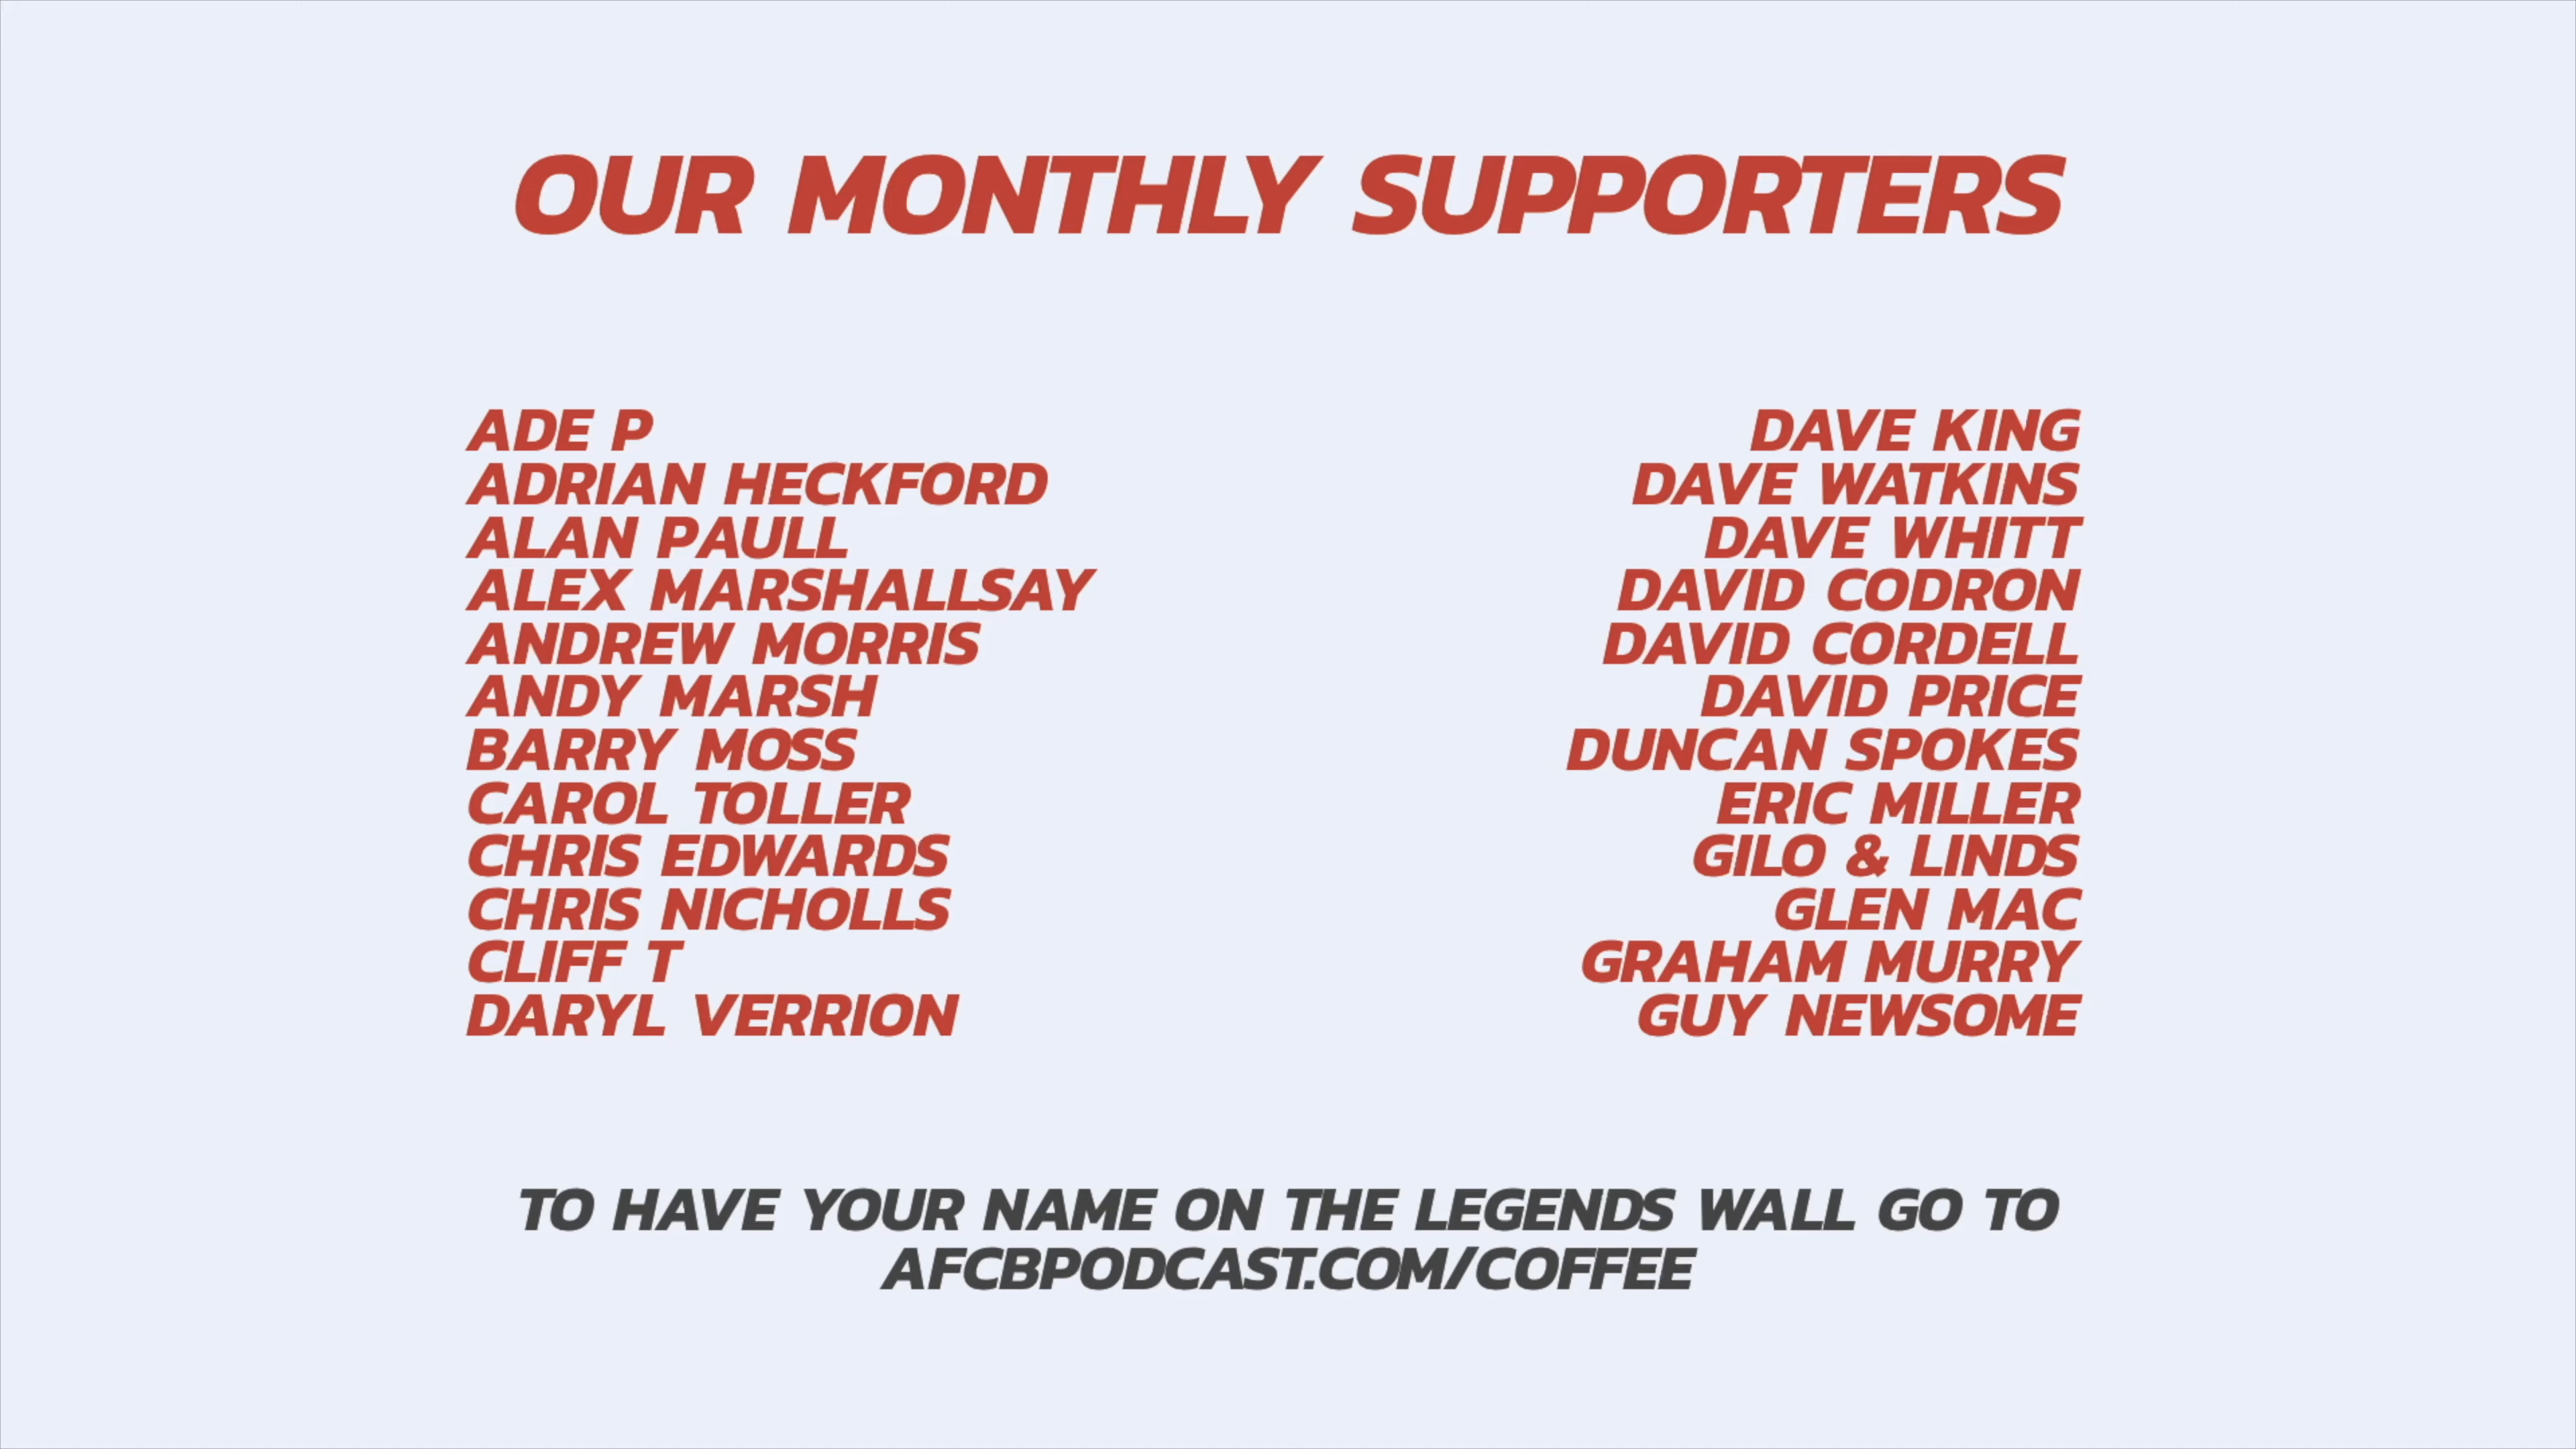 OUR MONTHLY SUPPORTERS
ADE P
ADRIAN HECKFORD
ALAN PAULL
ALEX MARSHALLSAY
ANDREW MORRIS
ANDY MARSH
BARRY MOSS
CAROL TOLLER
CHRIS EDWARDS
CHRIS NICHOLLS
CLIFF T
DARYL VERRION
DAVE KING
DAVE WATKINS
DAVE WHITT
DAVID CODRON
DAVID CORDELL
DAVID PRICE
DUNCAN SPOKES
ERIC MILLER
GILO & LINDS
GLEN MAC
GRAHAM MURRY
GUY NEWSOME
TO HAVE YOUR NAME ON THE LEGENDS WALL GO TO
AFCBPODCAST.COM/COFFEE